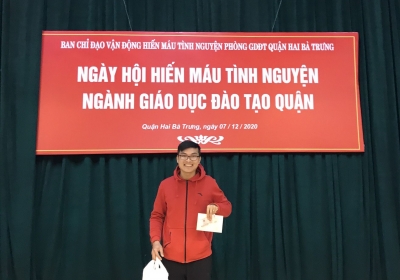 BAN CHỈ ĐẠO VẬN ĐỘNG HIẾN MÁU TÌNH NGUYỆN PHÒNG GDĐT QUẬN HAI BÀ TRƯNG
NGÀY HỘI HIẾN MÁU TÌNH NGUYỆN
NGÀNH GIÁO DỤC ĐÀO TẠO QUẬN
Quận Hai Bà Trưng, ngày 07 / 12 / 2020